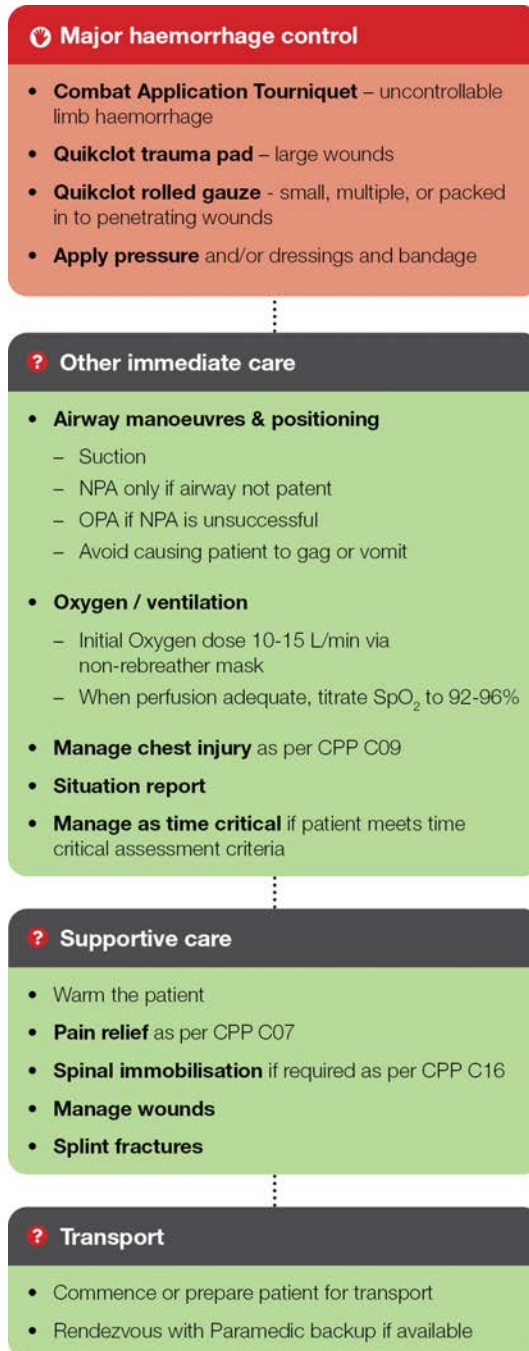 Major haemorrhage control
• Combat Application Tourniquet – uncontrollable
limb haemorrhage
• Quikclot trauma pad – large wounds
• Quikclot rolled gauze - small, multiple, or packed
in to penetrating wounds
• Apply pressure and/or dressings and bandage
? Other immediate care
• Airway manoeuvres & positioning
– Suction
– NPA only if airway not patent
– OPA if NPA is unsuccessful
– Avoid causing patient to gag or vomit
• Oxygen / ventilation
– Initial Oxygen dose 10-15 L/min via
non-rebreather mask
– When perfusion adequate, titrate SpO₂ to 92-96%
• Manage chest injury as per CPP C09
• Situation report
• Manage as time critical if patient meets time
critical assessment criteria
? Supportive care
• Warm the patient
• Pain relief as per CPP C07
• Spinal immobilisation if required as per CPP C16
• Manage wounds
• Splint fractures
? Transport
• Commence or prepare patient for transport
• Rendezvous with Paramedic backup if available